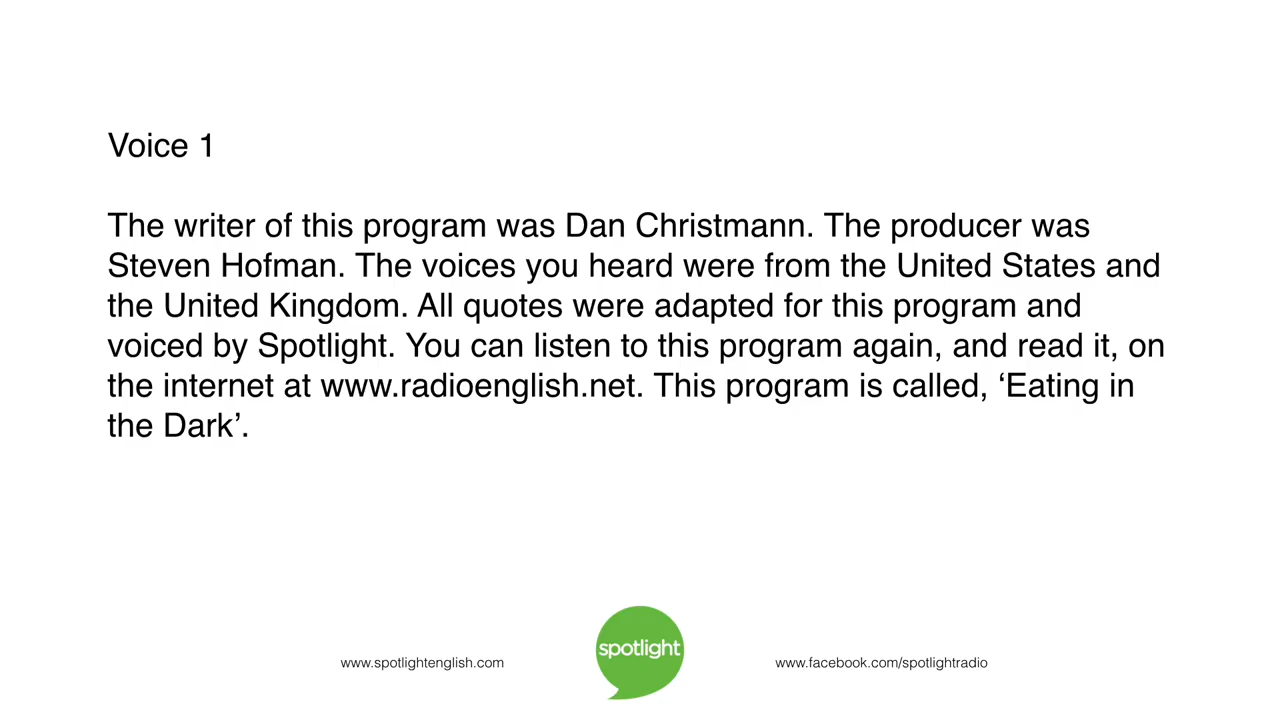 Voice 1
The writer of this program was Dan Christmann. The producer was
Steven Hofman. The voices you heard were from the United States and
the United Kingdom. All quotes were adapted for this program and
voiced by Spotlight. You can listen to this program again, and read it, on
the internet at www.radioenglish.net. This program is called, ‘Eating in
the Dark’.
www.spotlightenglish.com
spotlight
www.facebook.com/spotlightradio